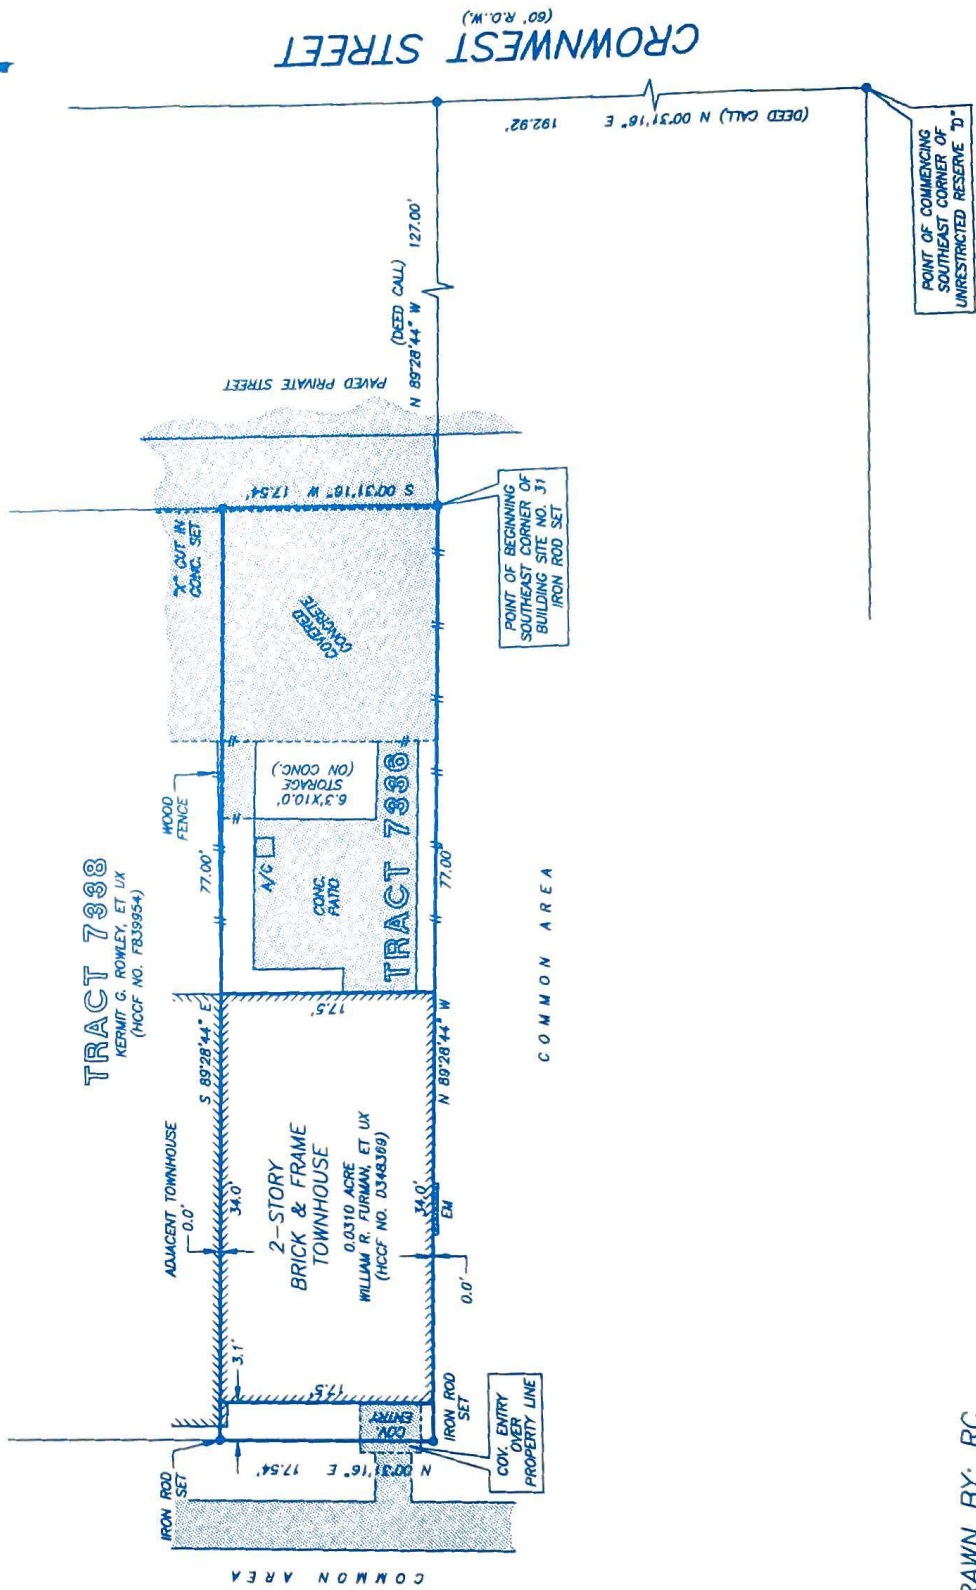 CROWNWEST STREET
(60' R.O.W.)
(DEED CALL) N 00°31'16" E 192.92'
POINT OF COMMENCING
SOUTHEAST CORNER OF
UNRESTRICTED RESERVE "D"
(DEED CALL)
N 89°28'44" W 127.00'
PAVED PRIVATE STREET
S 00°31'16" W 17.54'
"X" CUT IN
CONC. SET
POINT OF BEGINNING
SOUTHEAST CORNER OF
BUILDING SITE NO. 31
IRON ROD SET
COVERED
CONCRETE
WOOD
FENCE
6.3'X10.0'
STORAGE
(ON CONC.)
77.00'
A/C
CONC.
PATIO
TRACT 7336
77.00'
TRACT 7338
KERMIT G. ROWLEY, ET UX
(HCCF NO. F839954)
COMMON AREA
S 89°28'44" E
17.5'
N 89°28'44" W
ADJACENT TOWNHOUSE
0.0'
34.0'
2-STORY
BRICK & FRAME
TOWNHOUSE
0.0310 ACRE
WILLIAM R. FURMAN, ET UX
(HCCF NO. D348369)
34.0'
EM
0.0'
3.1'
17.5'
COV.
ENTRY
IRON ROD
SET
IRON ROD
SET
N 00°31'16" E 17.54'
COV. ENTRY
OVER
PROPERTY LINE
COMMON AREA
RAWN BY: RG